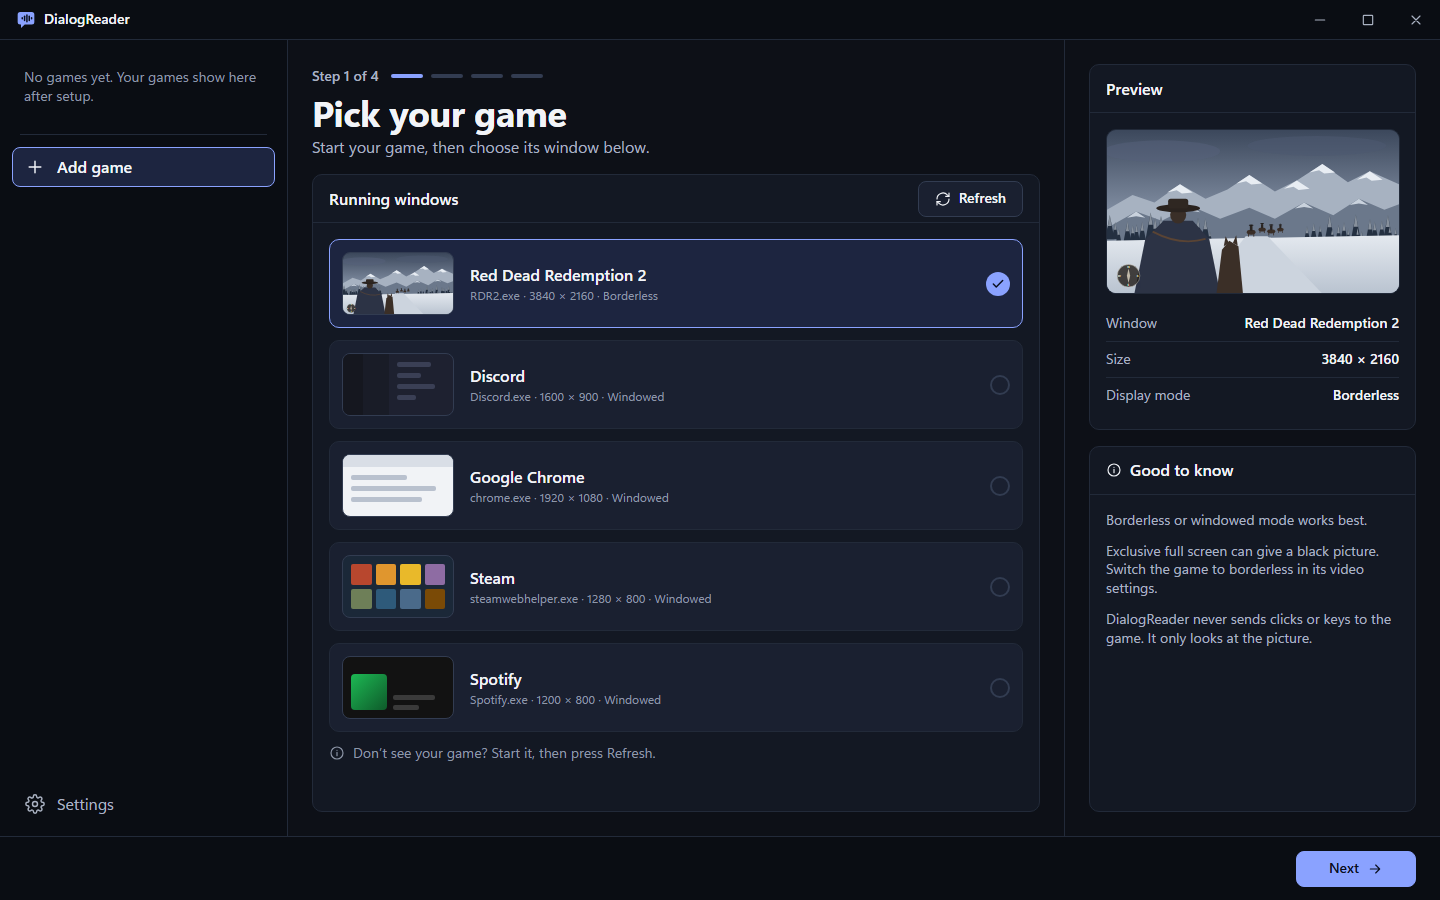 DialogReader
No games yet. Your games show here
after setup.
Add game
Settings
Step 1 of 4
Pick your game
Start your game, then choose its window below.
Running windows
Refresh
Red Dead Redemption 2
RDR2.exe · 3840 × 2160 · Borderless
Discord
Discord.exe · 1600 × 900 · Windowed
Google Chrome
chrome.exe · 1920 × 1080 · Windowed
Steam
steamwebhelper.exe · 1280 × 800 · Windowed
Spotify
Spotify.exe · 1200 × 800 · Windowed
Don't see your game? Start it, then press Refresh.
Preview
Window Red Dead Redemption 2
Size 3840 × 2160
Display mode Borderless
Good to know
Borderless or windowed mode works best.
Exclusive full screen can give a black picture.
Switch the game to borderless in its video
settings.
DialogReader never sends clicks or keys to the
game. It only looks at the picture.
Next